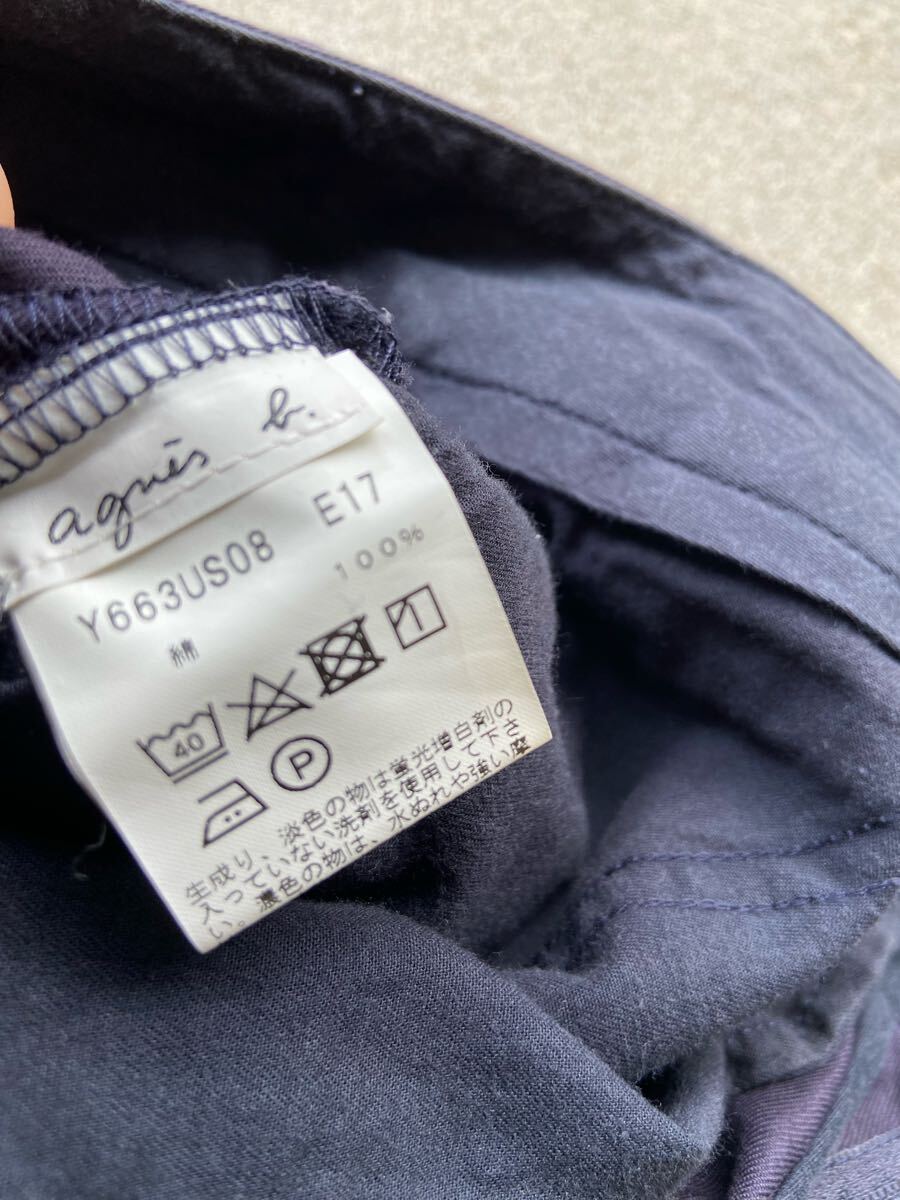 agnès b.
Y663US08 E17
綿 100%
40
P
生成り、淡色の物は蛍光増白剤の
入っていない洗剤を使用して下さ
い。濃色の物は、水ぬれや強い摩